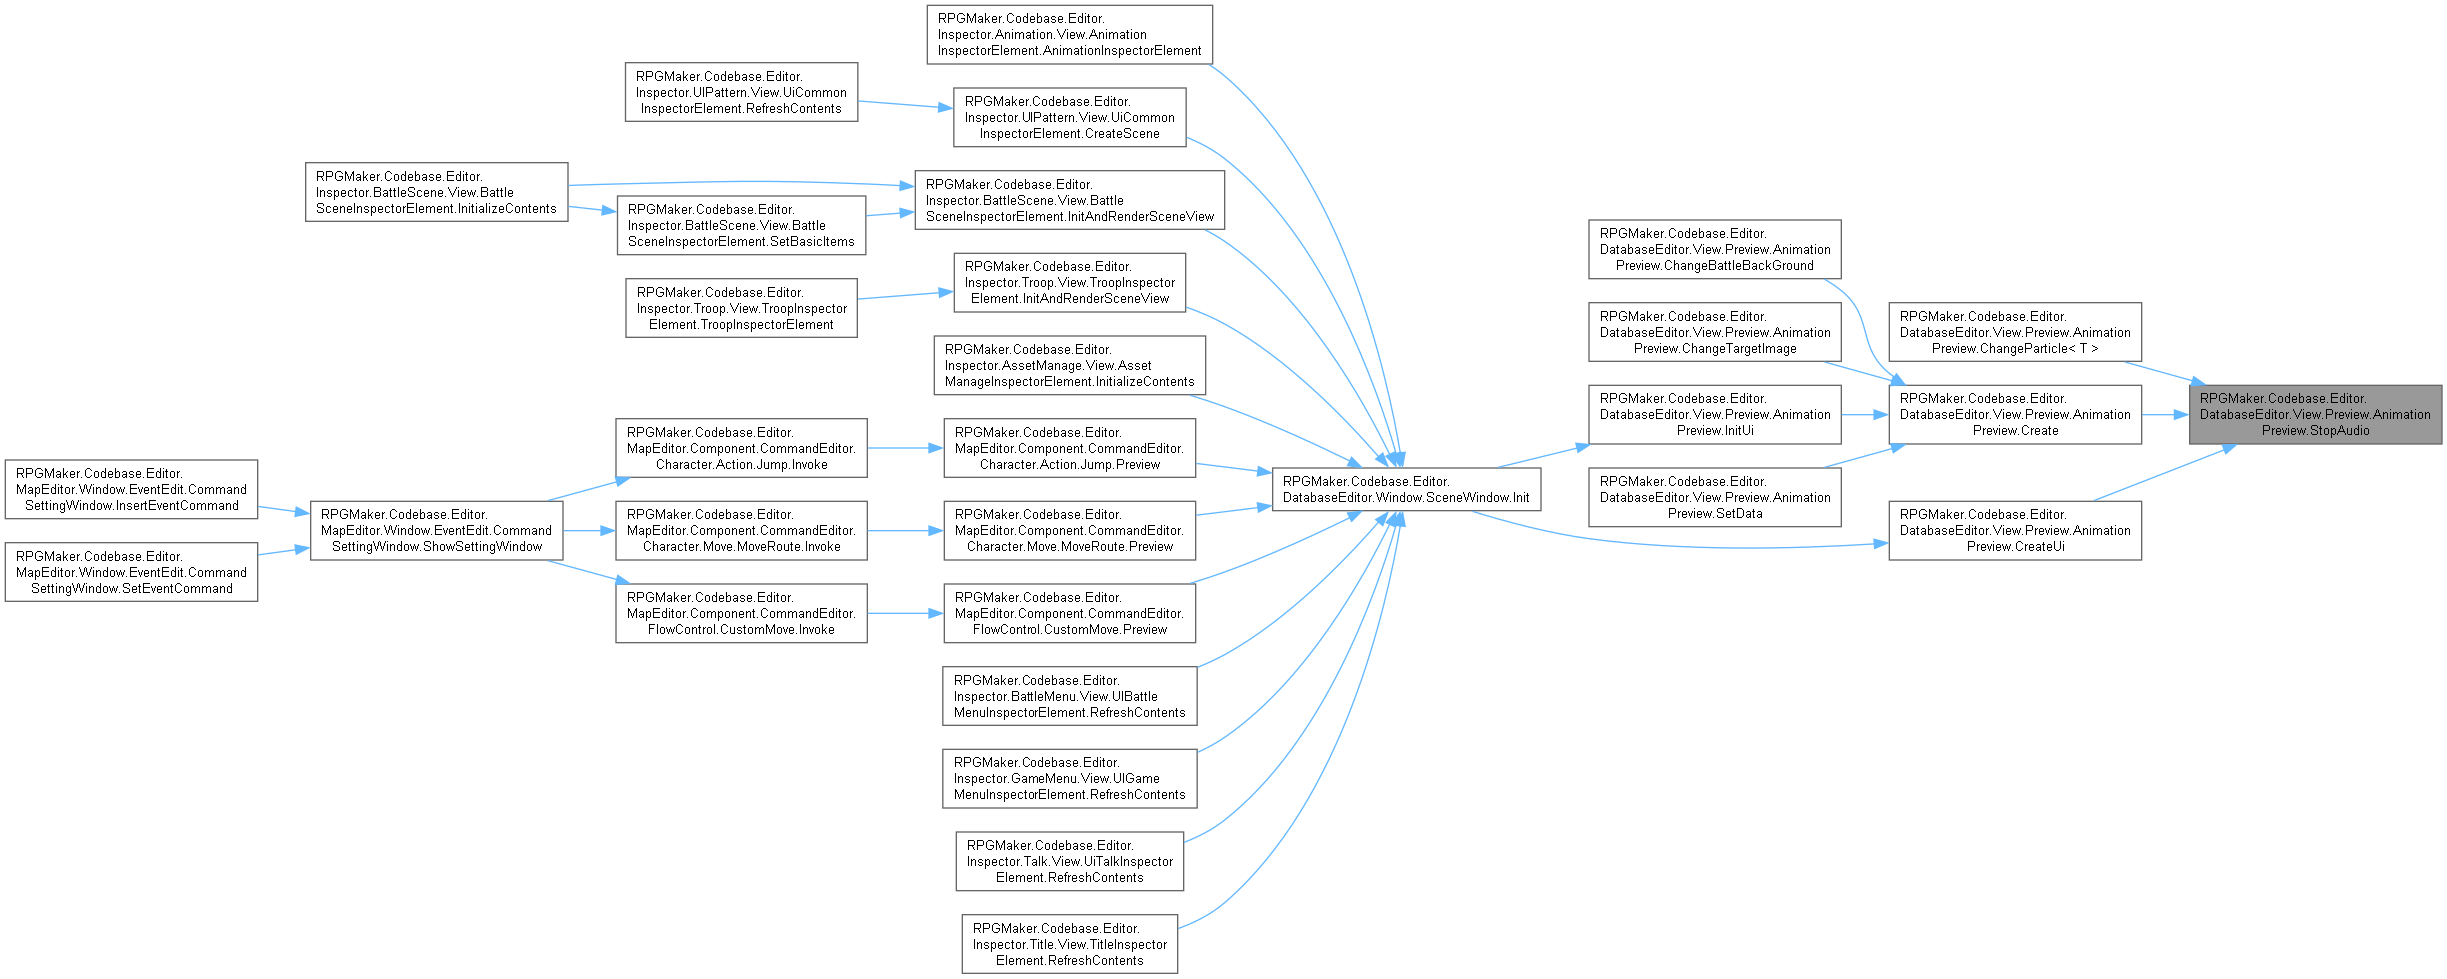 RPGMaker.Codebase.Editor.
Inspector.Animation.View.Animation
InspectorElement.AnimationInspectorElement
RPGMaker.Codebase.Editor.
Inspector.UIPattern.View.UiCommon
InspectorElement.RefreshContents
RPGMaker.Codebase.Editor.
Inspector.UIPattern.View.UiCommon
InspectorElement.CreateScene
RPGMaker.Codebase.Editor.
Inspector.BattleScene.View.Battle
SceneInspectorElement.InitializeContents
RPGMaker.Codebase.Editor.
Inspector.BattleScene.View.Battle
SceneInspectorElement.SetBasicItems
RPGMaker.Codebase.Editor.
Inspector.BattleScene.View.Battle
SceneInspectorElement.InitAndRenderSceneView
RPGMaker.Codebase.Editor.
Inspector.Troop.View.TroopInspector
Element.TroopInspectorElement
RPGMaker.Codebase.Editor.
Inspector.Troop.View.TroopInspector
Element.InitAndRenderSceneView
RPGMaker.Codebase.Editor.
Inspector.AssetManage.View.Asset
ManageInspectorElement.InitializeContents
RPGMaker.Codebase.Editor.
MapEditor.Window.EventEdit.Command
SettingWindow.InsertEventCommand
RPGMaker.Codebase.Editor.
MapEditor.Window.EventEdit.Command
SettingWindow.SetEventCommand
RPGMaker.Codebase.Editor.
MapEditor.Window.EventEdit.Command
SettingWindow.ShowSettingWindow
RPGMaker.Codebase.Editor.
MapEditor.Component.CommandEditor.
Character.Action.Jump.Invoke
RPGMaker.Codebase.Editor.
MapEditor.Component.CommandEditor.
Character.Move.MoveRoute.Invoke
RPGMaker.Codebase.Editor.
MapEditor.Component.CommandEditor.
FlowControl.CustomMove.Invoke
RPGMaker.Codebase.Editor.
MapEditor.Component.CommandEditor.
Character.Action.Jump.Preview
RPGMaker.Codebase.Editor.
MapEditor.Component.CommandEditor.
Character.Move.MoveRoute.Preview
RPGMaker.Codebase.Editor.
MapEditor.Component.CommandEditor.
FlowControl.CustomMove.Preview
RPGMaker.Codebase.Editor.
Inspector.BattleMenu.View.UIBattle
MenuInspectorElement.RefreshContents
RPGMaker.Codebase.Editor.
Inspector.GameMenu.View.UIGame
MenuInspectorElement.RefreshContents
RPGMaker.Codebase.Editor.
Inspector.Talk.View.UiTalkInspector
Element.RefreshContents
RPGMaker.Codebase.Editor.
Inspector.Title.View.TitleInspector
Element.RefreshContents
RPGMaker.Codebase.Editor.
DatabaseEditor.Window.SceneWindow.Init
RPGMaker.Codebase.Editor.
DatabaseEditor.View.Preview.Animation
Preview.ChangeBattleBackGround
RPGMaker.Codebase.Editor.
DatabaseEditor.View.Preview.Animation
Preview.ChangeTargetImage
RPGMaker.Codebase.Editor.
DatabaseEditor.View.Preview.Animation
Preview.InitUi
RPGMaker.Codebase.Editor.
DatabaseEditor.View.Preview.Animation
Preview.SetData
RPGMaker.Codebase.Editor.
DatabaseEditor.View.Preview.Animation
Preview.ChangeParticle< T >
RPGMaker.Codebase.Editor.
DatabaseEditor.View.Preview.Animation
Preview.Create
RPGMaker.Codebase.Editor.
DatabaseEditor.View.Preview.Animation
Preview.CreateUi
RPGMaker.Codebase.Editor.
DatabaseEditor.View.Preview.Animation
Preview.StopAudio